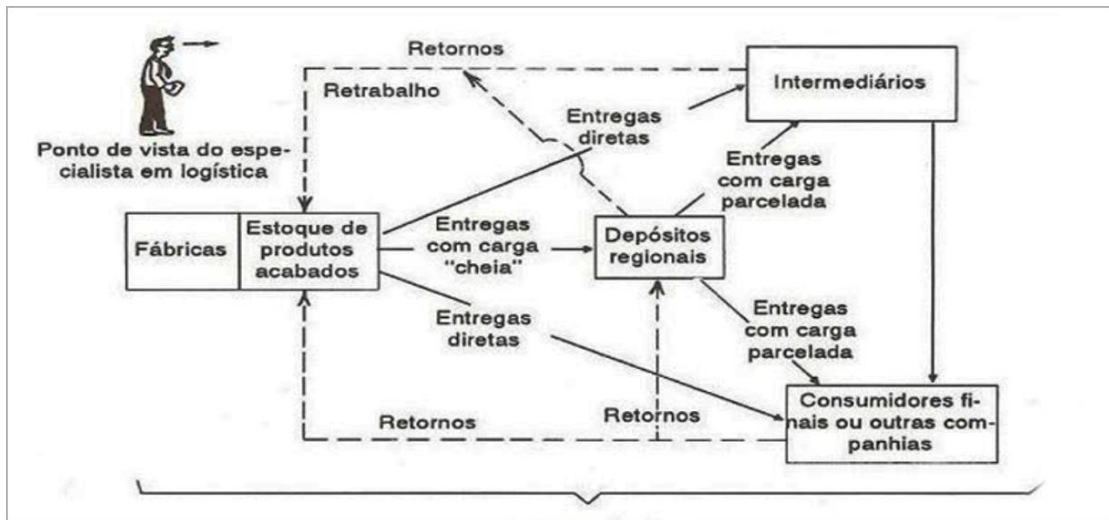 Retornos
Retrabalho
Intermediários
Entregas
diretas
Ponto de vista do espe-
cialista em logística
Entregas
com carga
parcelada
Fábricas
Estoque de
produtos
acabados
Entregas
com carga
"cheia"
Depósitos
regionais
Entregas
diretas
Entregas
com carga
parcelada
Retornos
Retornos
Consumidores fi-
nais ou outras com-
panhias